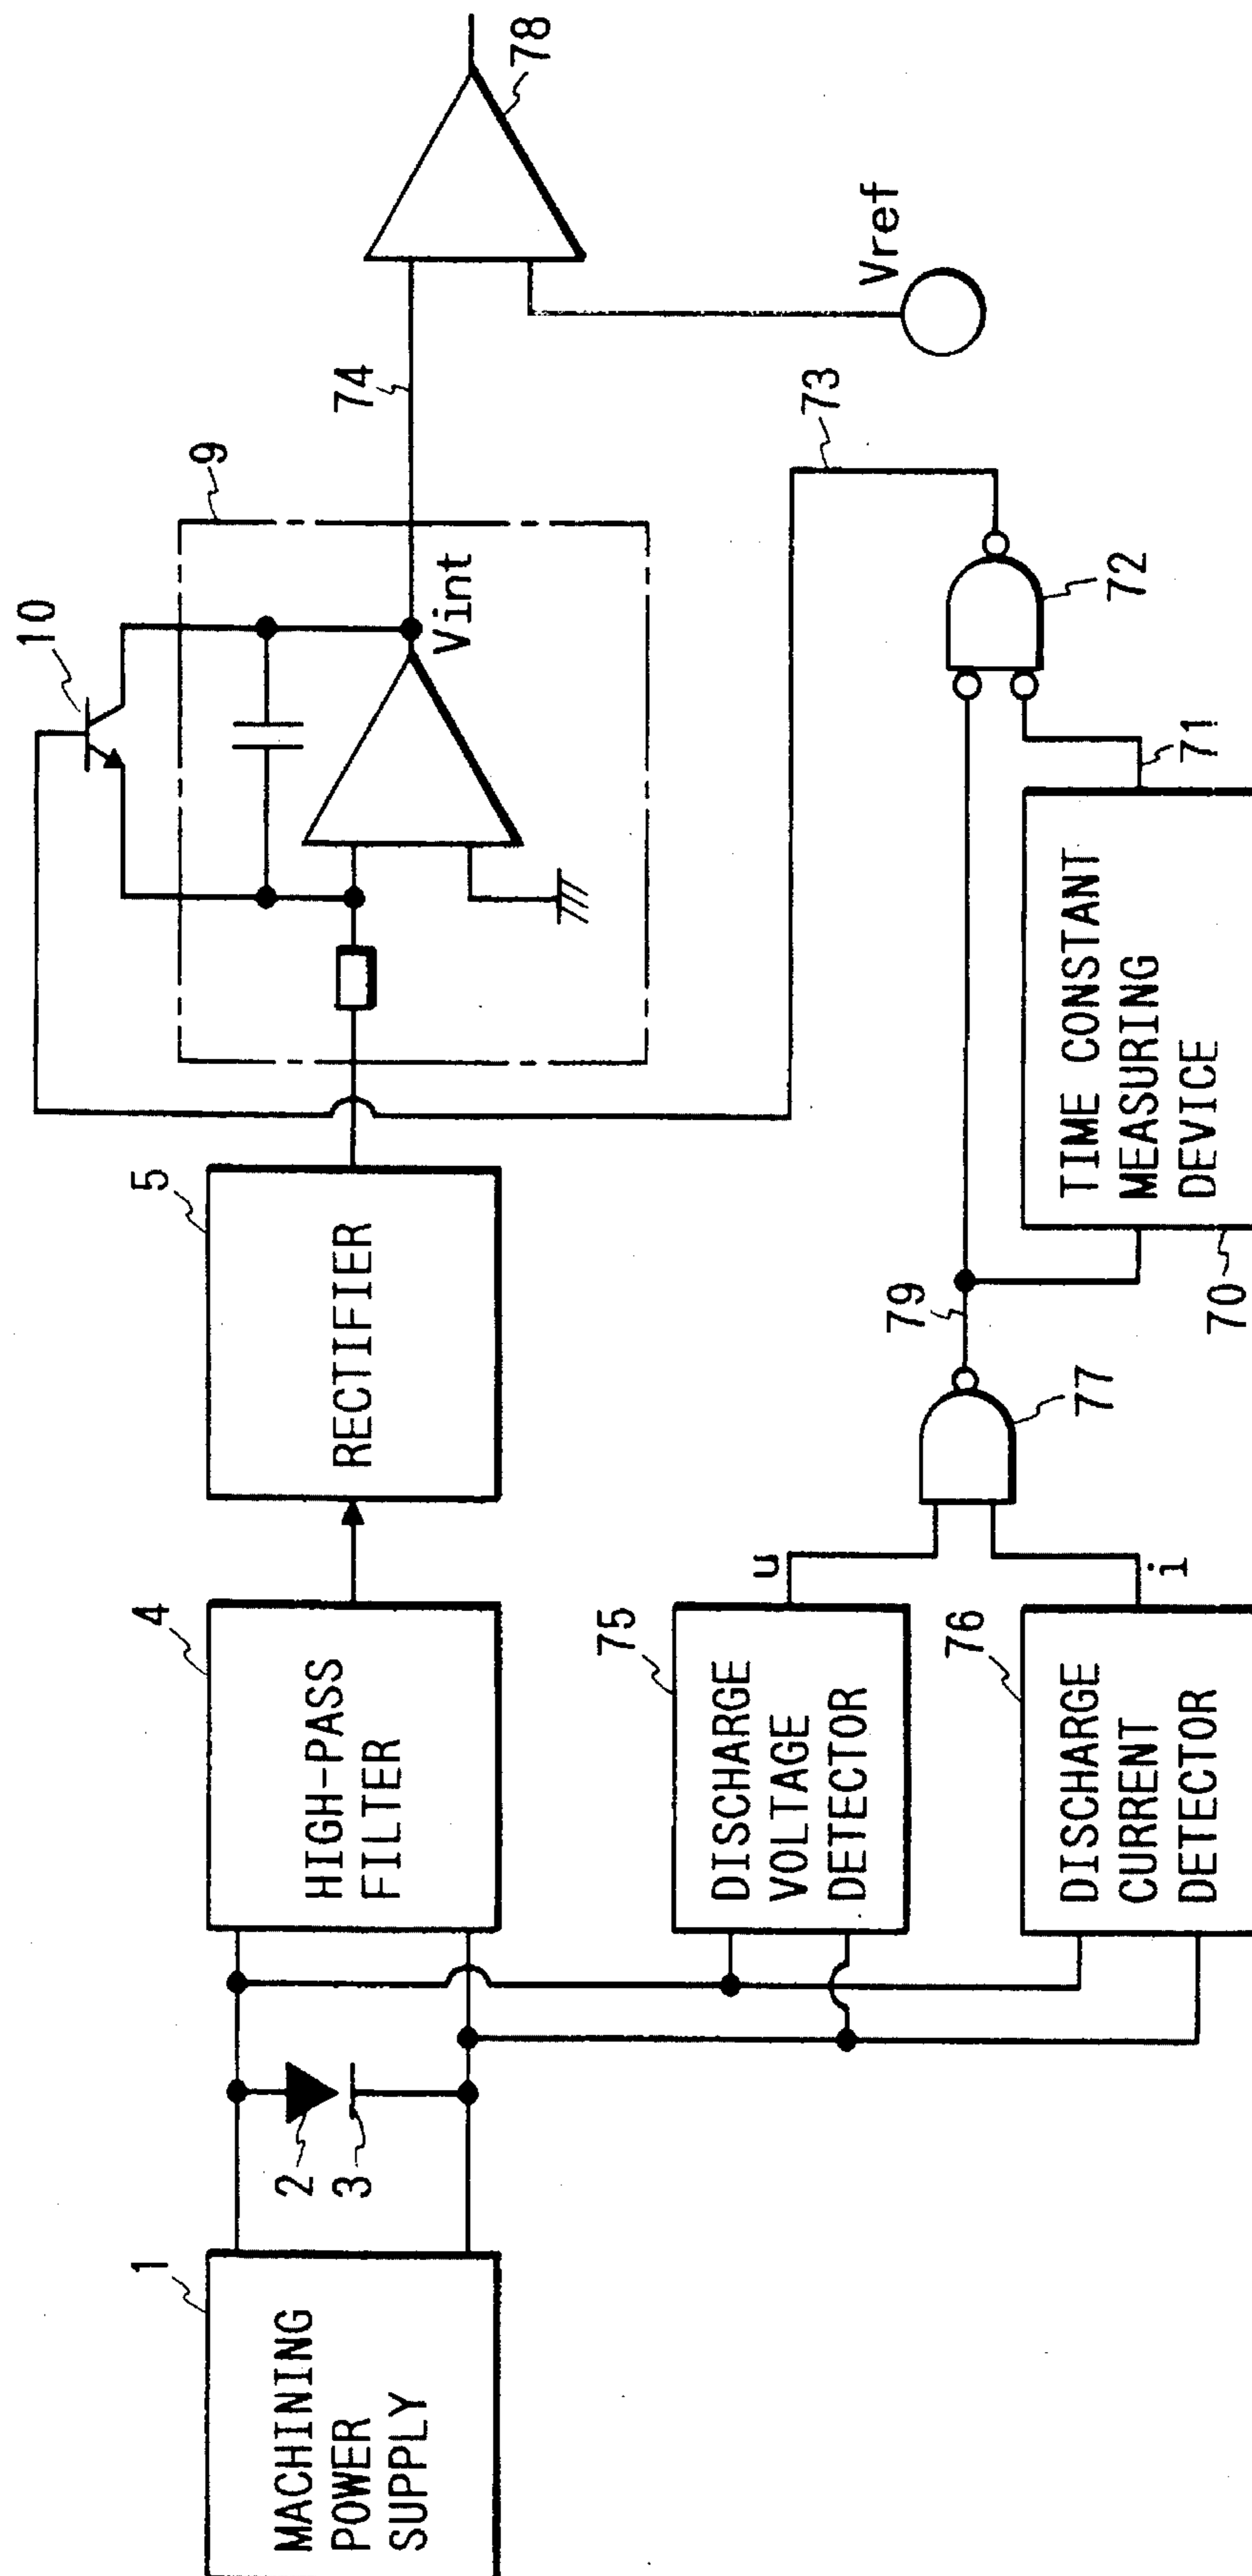 1
MACHINING
POWER
SUPPLY
2
3
4
HIGH-PASS
FILTER
5
RECTIFIER
10
9
Vint
74
78
Vref
75
DISCHARGE
VOLTAGE
DETECTOR
u
76
DISCHARGE
CURRENT
DETECTOR
i
77
79
70
TIME CONSTANT
MEASURING
DEVICE
71
72
73